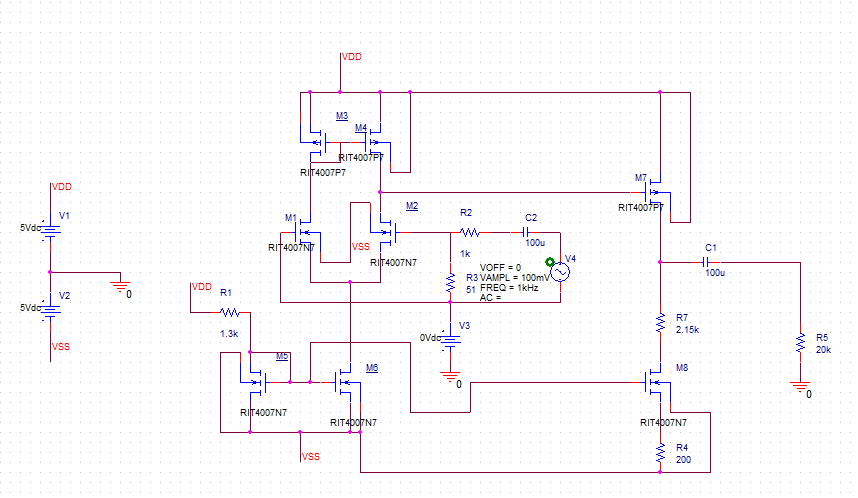 VDD
M3
M4
RIT4007P7
RIT4007P7
M7
RIT4007P7
VDD
V1
5Vdc
0
V2
5Vdc
VSS
M1
RIT4007N7
VSS
M2
RIT4007N7
R2
1k
C2
100u
R3
51
VOFF = 0
VAMPL = 100mV
FREQ = 1kHz
AC =
V4
C1
100u
VDD
R1
1.3k
V3
0Vdc
0
R7
2.15k
R5
20k
0
M5
RIT4007N7
M6
RIT4007N7
M8
RIT4007N7
R4
200
VSS